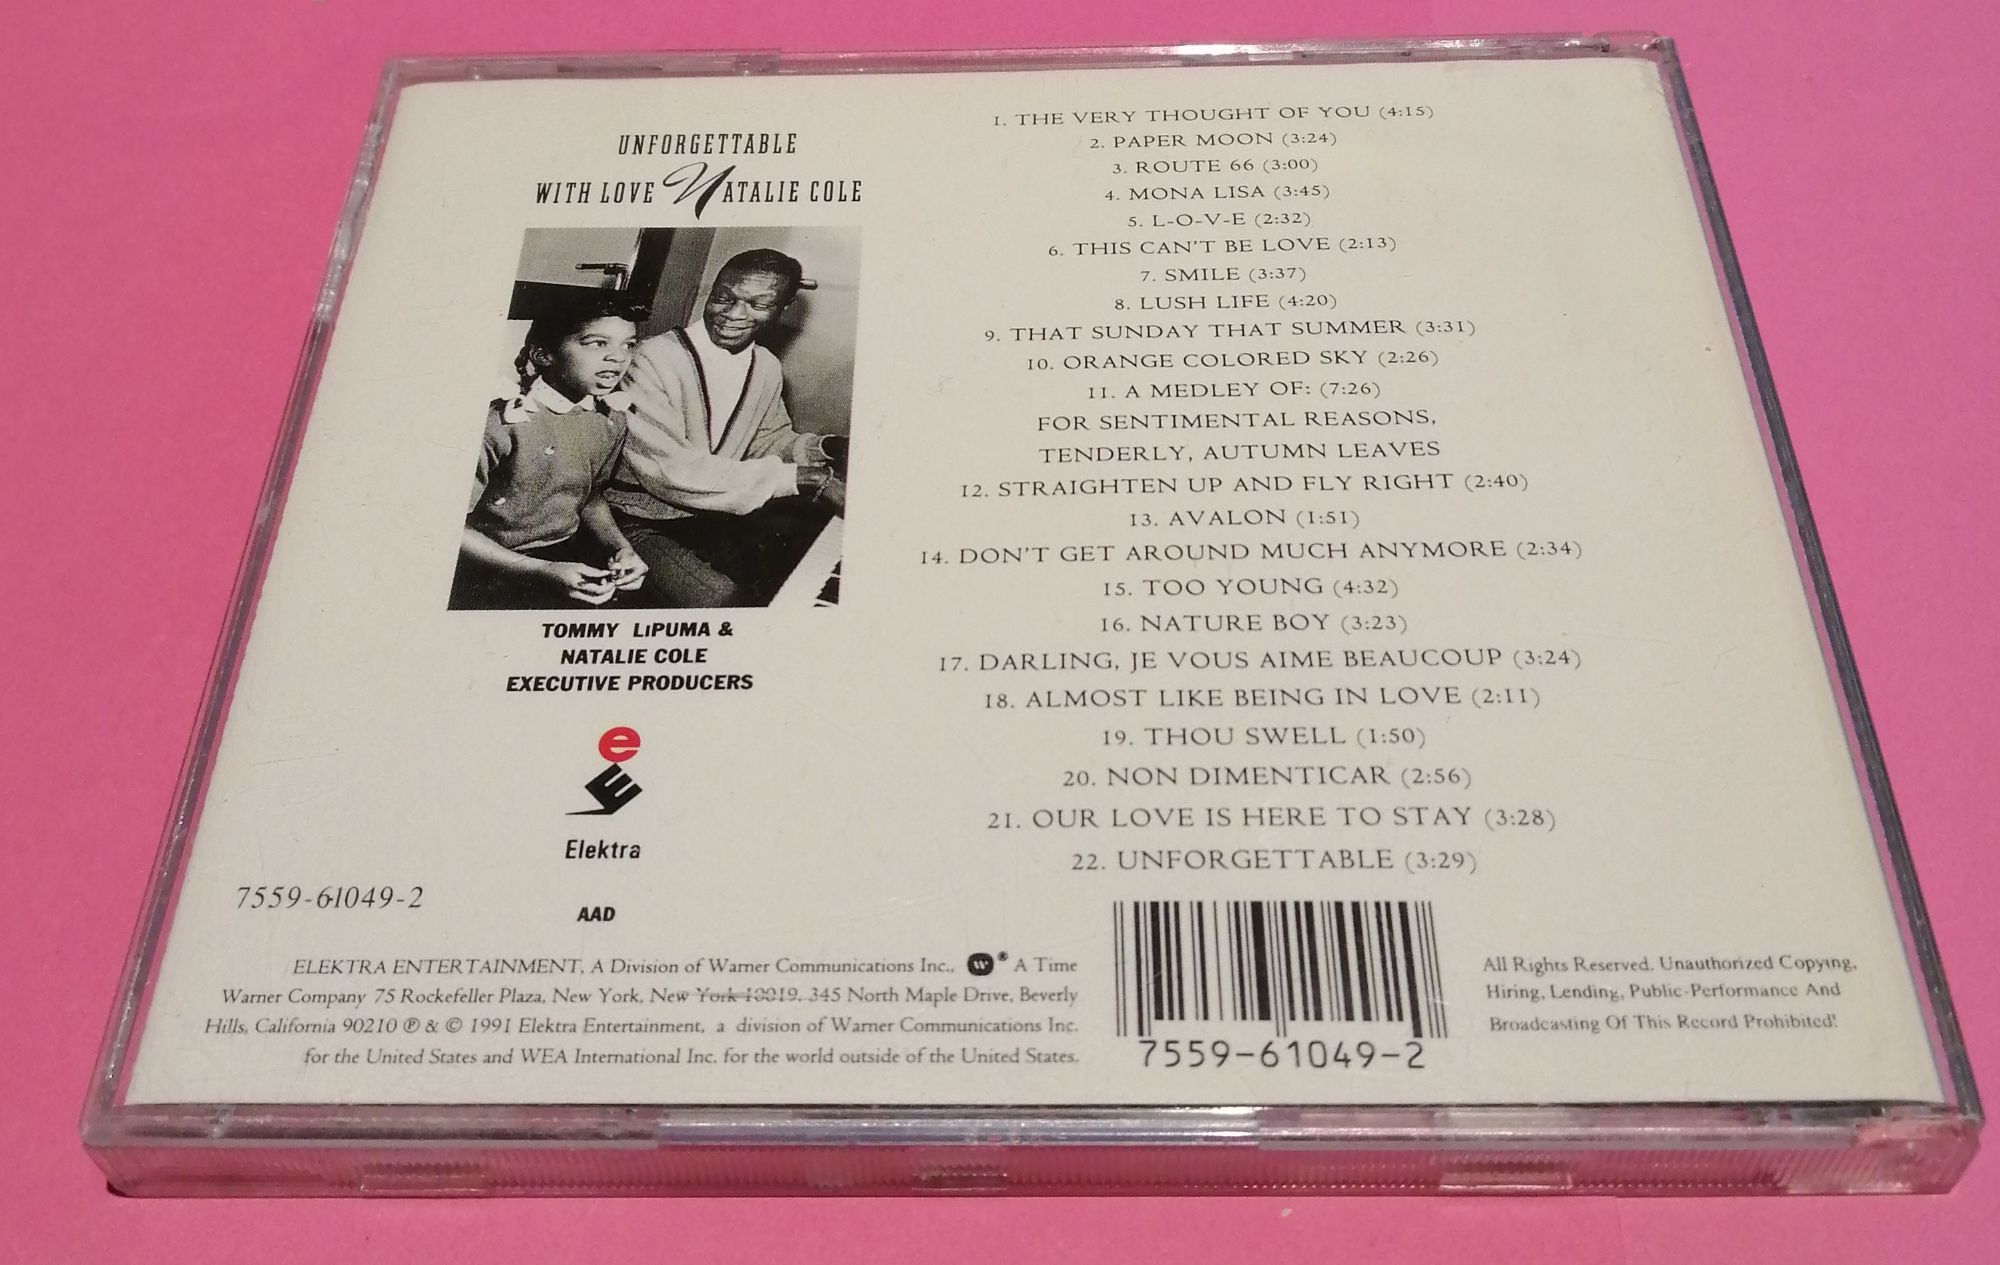 UNFORGETTABLE
WITH LOVE NATALIE COLE
TOMMY LiPUMA &
NATALIE COLE
EXECUTIVE PRODUCERS
e
E
Elektra
7559-61049-2
AAD
1. THE VERY THOUGHT OF YOU (4:15)
2. PAPER MOON (3:24)
3. ROUTE 66 (3:00)
4. MONA LISA (3:45)
5. L-O-V-E (2:32)
6. THIS CAN'T BE LOVE (2:13)
7. SMILE (3:37)
8. LUSH LIFE (4:20)
9. THAT SUNDAY THAT SUMMER (3:31)
10. ORANGE COLORED SKY (2:26)
11. A MEDLEY OF: (7:26)
FOR SENTIMENTAL REASONS,
TENDERLY, AUTUMN LEAVES
12. STRAIGHTEN UP AND FLY RIGHT (2:40)
13. AVALON (1:51)
14. DON'T GET AROUND MUCH ANYMORE (2:34)
15. TOO YOUNG (4:32)
16. NATURE BOY (3:23)
17. DARLING, JE VOUS AIME BEAUCOUP (3:24)
18. ALMOST LIKE BEING IN LOVE (2:11)
19. THOU SWELL (1:50)
20. NON DIMENTICAR (2:56)
21. OUR LOVE IS HERE TO STAY (3:28)
22. UNFORGETTABLE (3:29)
ELEKTRA ENTERTAINMENT, A Division of Warner Communications Inc., W® A Time
Warner Company 75 Rockefeller Plaza, New York, New York 10019. 345 North Maple Drive, Beverly
Hills, California 90210 ℗ & © 1991 Elektra Entertainment, a division of Warner Communications Inc.
for the United States and WEA International Inc. for the world outside of the United States.
7559-61049-2
All Rights Reserved. Unauthorized Copying,
Hiring, Lending, Public-Performance And
Broadcasting Of This Record Prohibited!